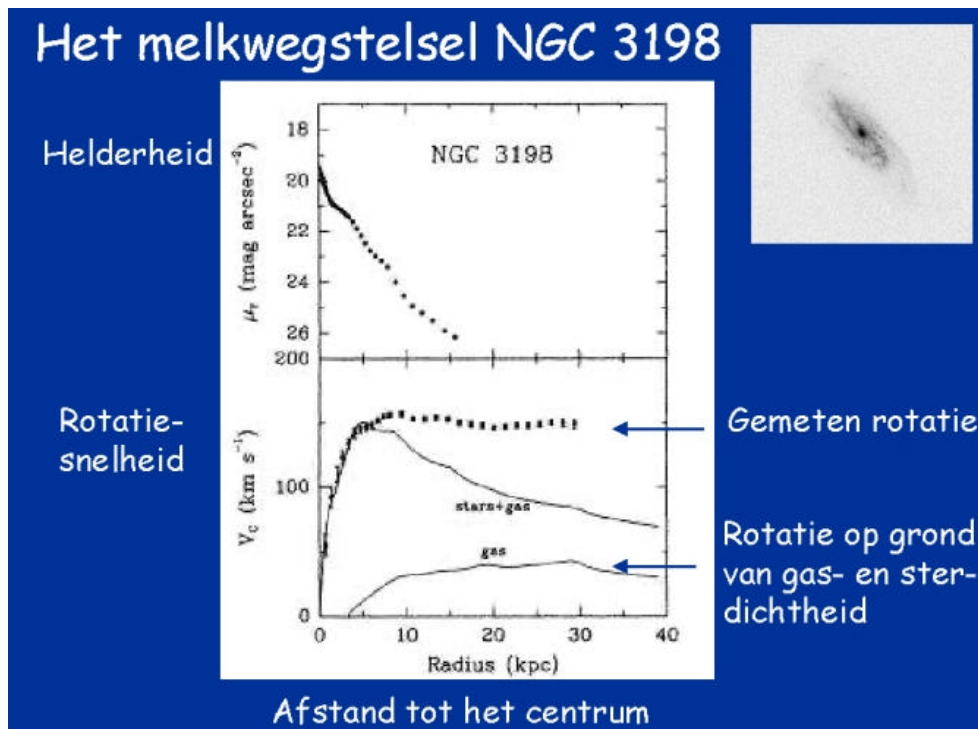 Het melkwegstelsel NGC 3198
Helderheid
NGC 3198
μr (mag arcsec⁻²)
18
20
22
24
26
Rotatie-
snelheid
Vc (km s⁻¹)
200
100
0
stars+gas
gas
0 10 20 30 40
Radius (kpc)
Gemeten rotatie
Rotatie op grond
van gas- en ster-
dichtheid
Afstand tot het centrum